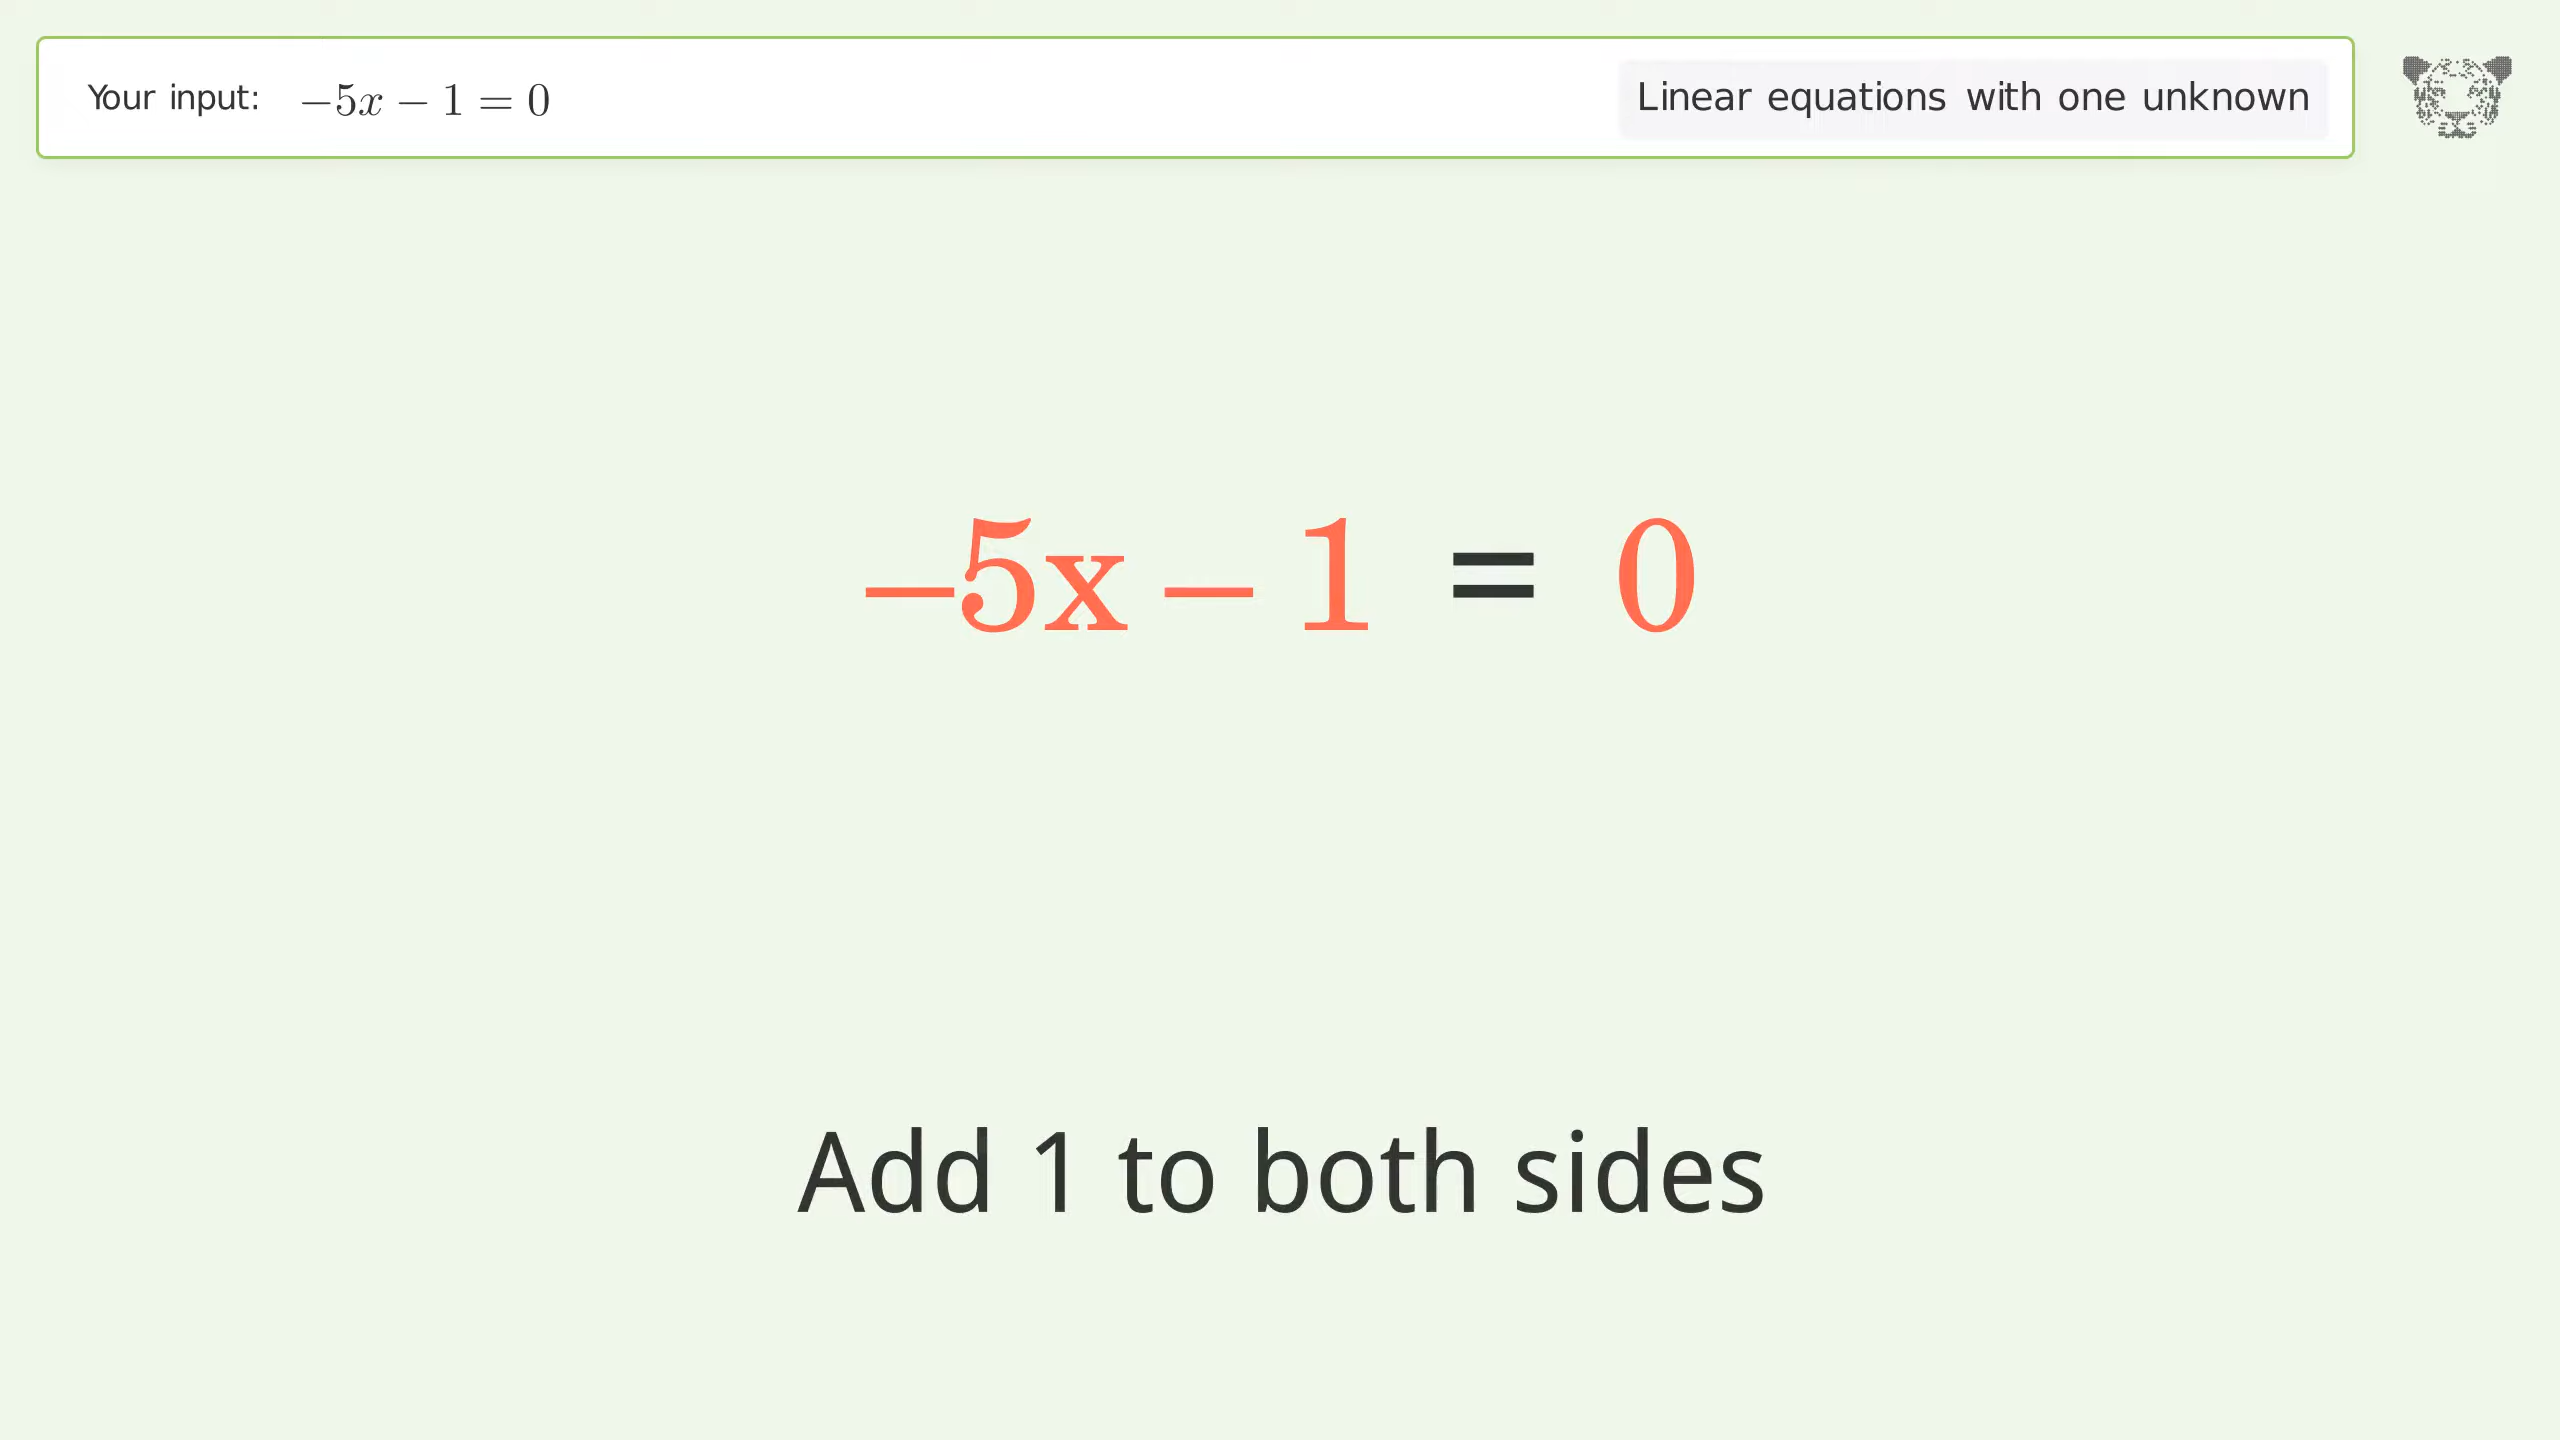 Your input: −5x − 1 = 0
Linear equations with one unknown
−5x − 1 = 0
Add 1 to both sides